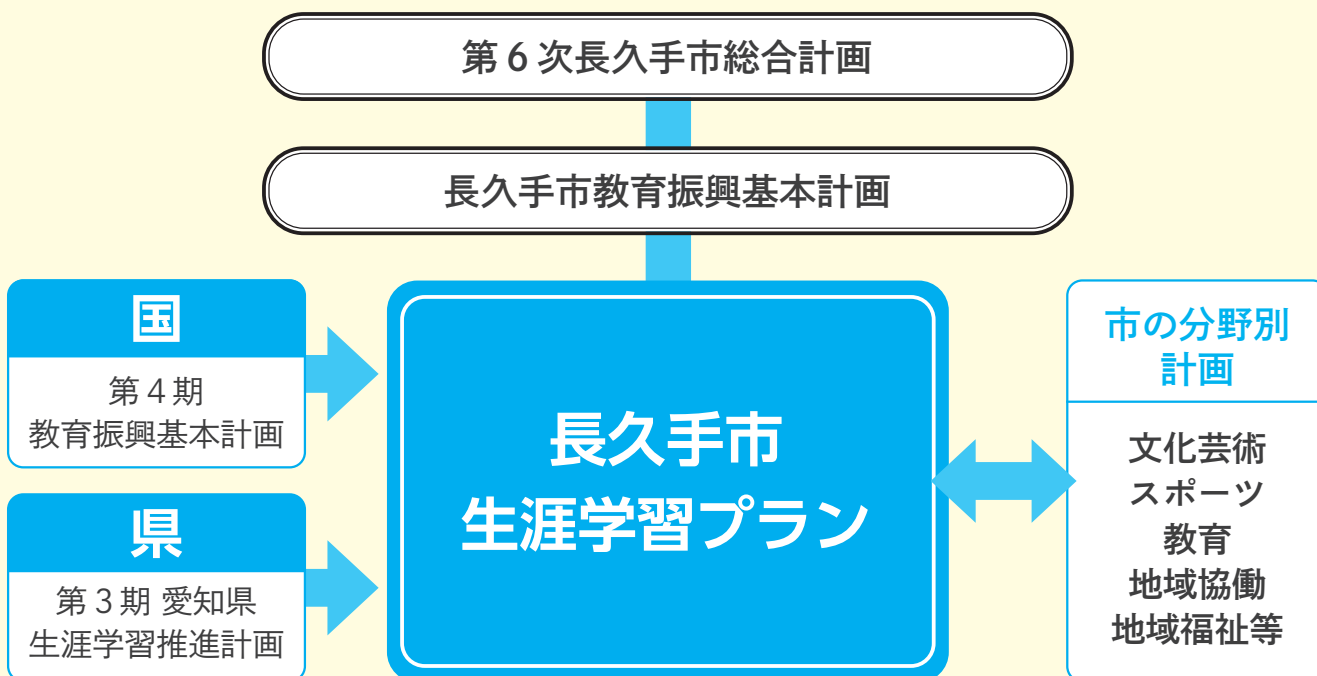 第6次長久手市総合計画
長久手市教育振興基本計画
国
第4期
教育振興基本計画
県
第3期 愛知県
生涯学習推進計画
長久手市
生涯学習プラン
市の分野別
計画
文化芸術
スポーツ
教育
地域協働
地域福祉等